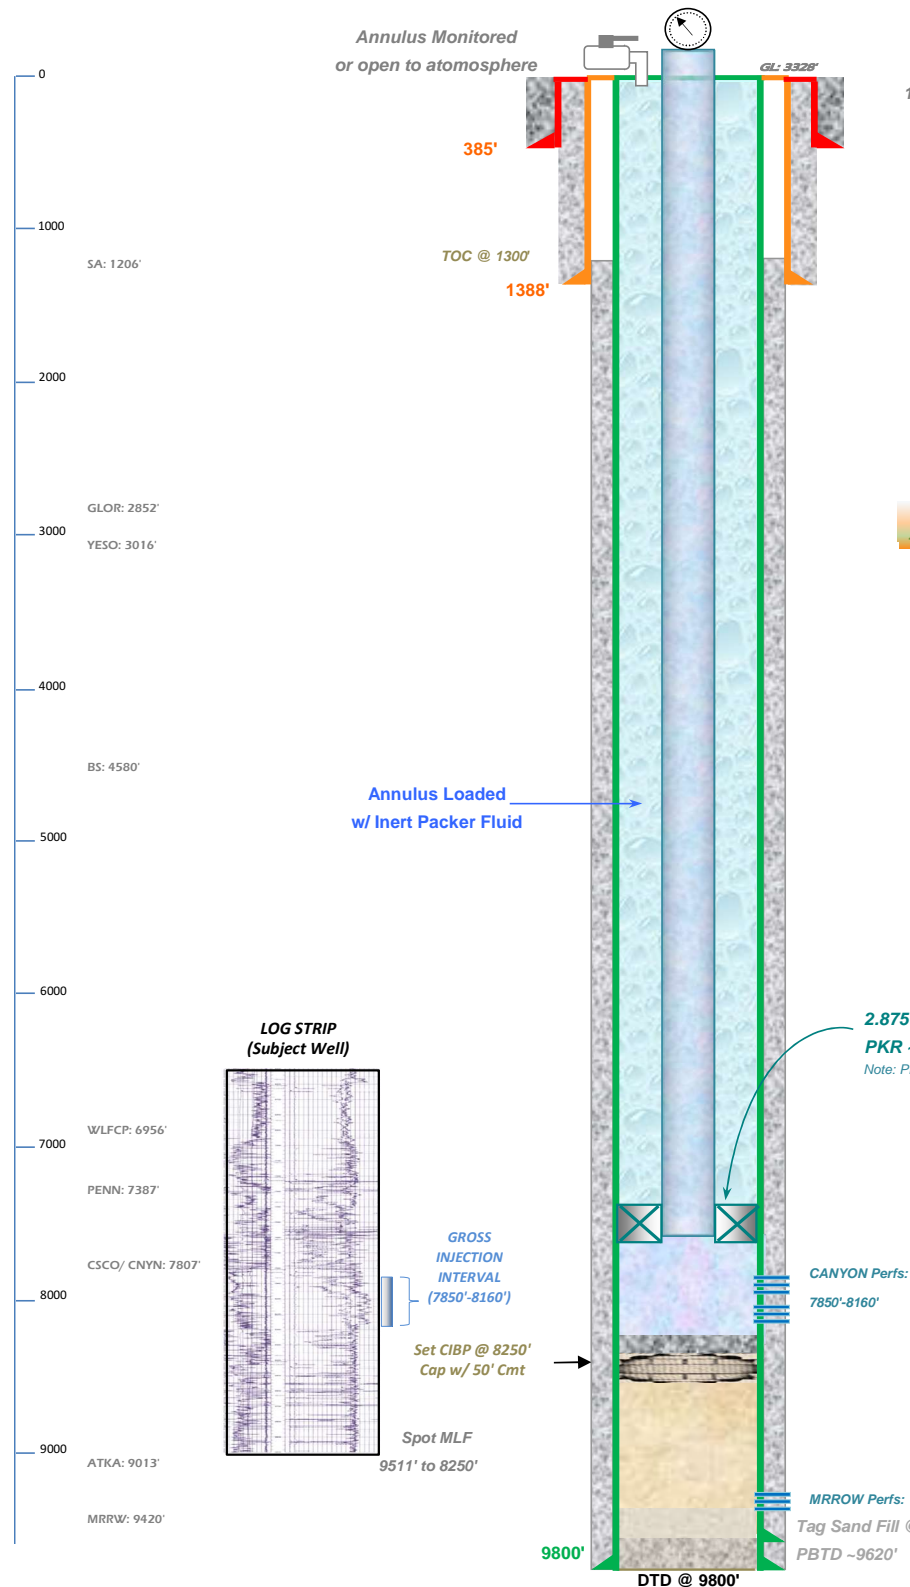 Annulus Monitored
or open to atomosphere
GL: 3328'
0
1
385'
1000
SA: 1206'
TOC @ 1300'
1388'
2000
GLOR: 2852'
3000
YESO: 3016'
4000
BS: 4580'
Annulus Loaded
w/ Inert Packer Fluid
5000
6000
2.875
PKR
Note: P
LOG STRIP
(Subject Well)
WLFCP: 6956'
7000
PENN: 7387'
GROSS
INJECTION
INTERVAL
(7850'-8160')
CSCO/ CNYN: 7807'
CANYON Perfs:
7850'-8160'
8000
Set CIBP @ 8250'
Cap w/ 50' Cmt
Spot MLF
9511' to 8250'
9000
ATKA: 9013'
MRRW: 9420'
MRROW Perfs:
Tag Sand Fill @
PBTD ~9620'
9800'
DTD @ 9800'